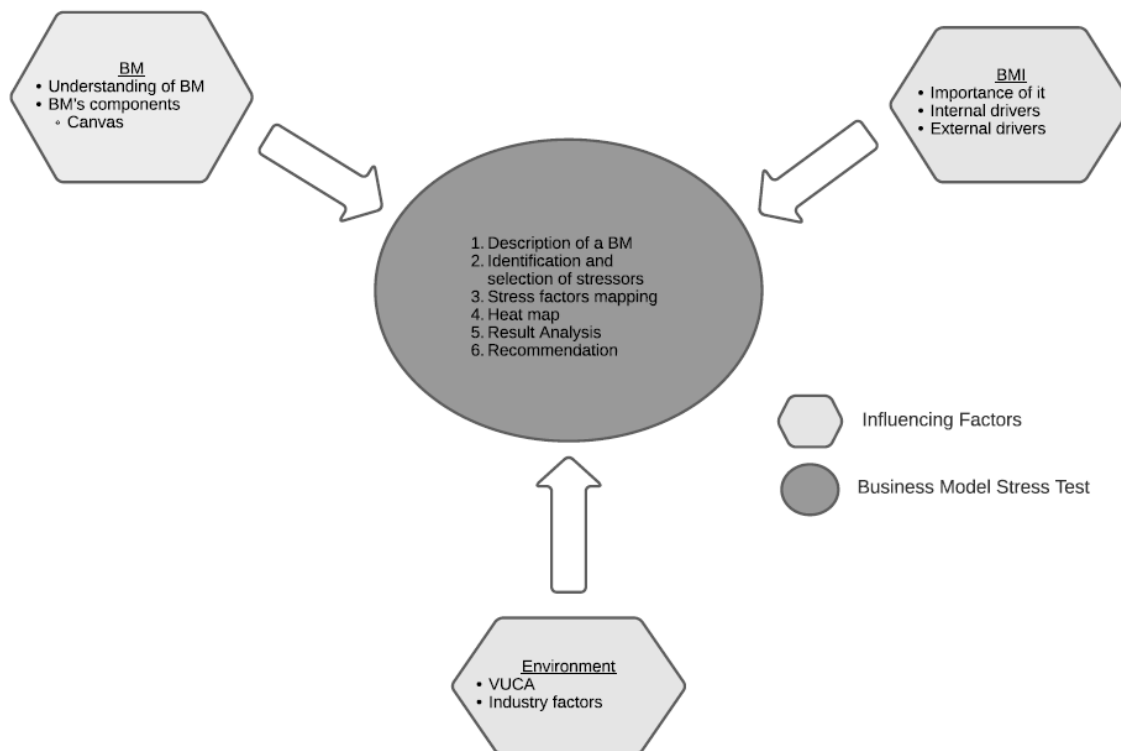 BM
• Understanding of BM
• BM's components
◦ Canvas
BMI
• Importance of it
• Internal drivers
• External drivers
1. Description of a BM
2. Identification and
selection of stressors
3. Stress factors mapping
4. Heat map
5. Result Analysis
6. Recommendation
Influencing Factors
Business Model Stress Test
Environment
• VUCA
• Industry factors